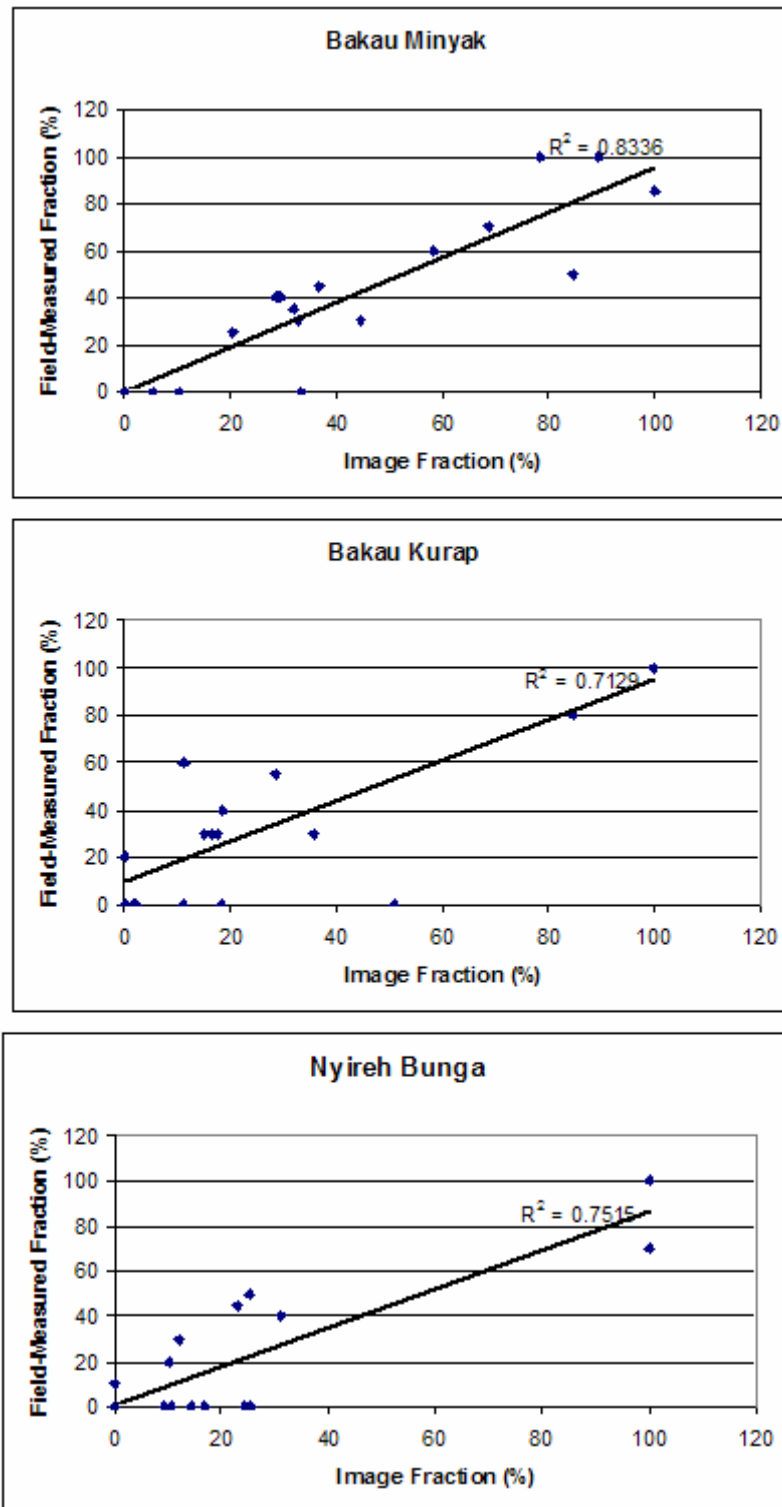 Bakau Minyak
120
100
80
60
40
20
0
Field-Measured Fraction (%)
R² = 0.8336
0 20 40 60 80 100 120
Image Fraction (%)
Bakau Kurap
120
100
80
60
40
20
0
Field-Measured Fraction (%)
R² = 0.7129
0 20 40 60 80 100 120
Image Fraction (%)
Nyireh Bunga
120
100
80
60
40
20
0
Field-Measured Fraction (%)
R² = 0.7515
0 20 40 60 80 100 120
Image Fraction (%)